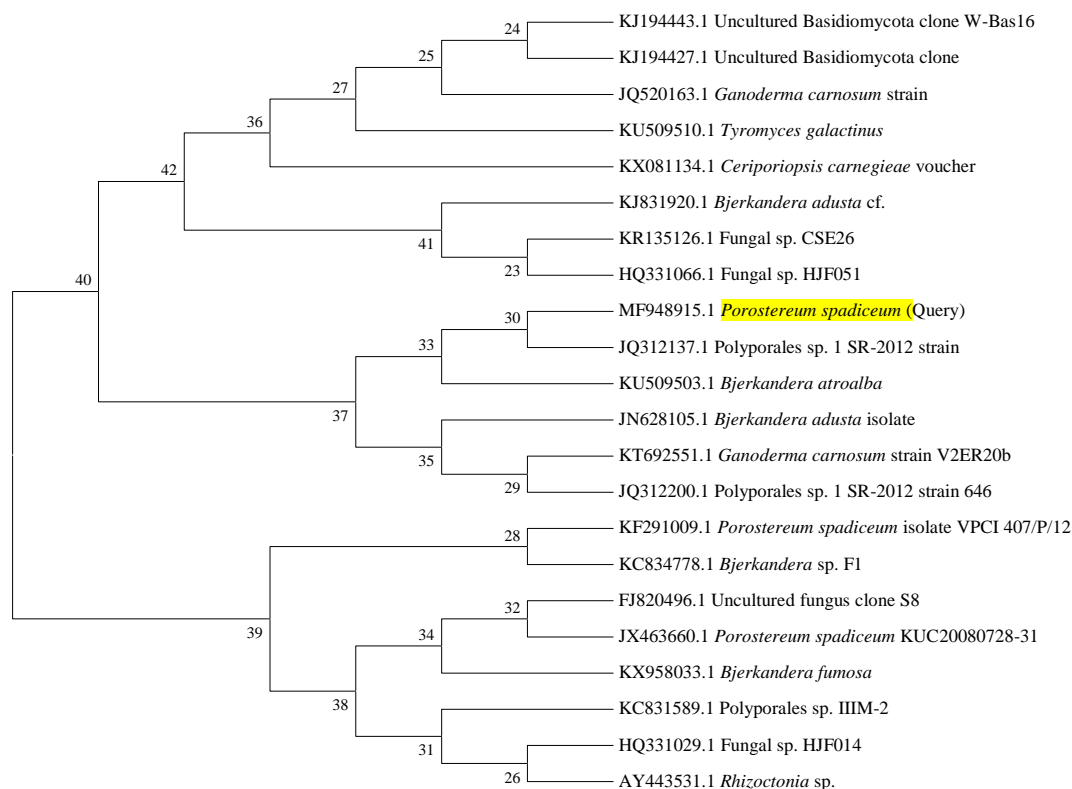 KJ194443.1 Uncultured Basidiomycota clone W-Bas16
24
KJ194427.1 Uncultured Basidiomycota clone
25
JQ520163.1 Ganoderma carnosum strain
27
KU509510.1 Tyromyces galactinus
36
KX081134.1 Ceriporiopsis carnegieae voucher
42
KJ831920.1 Bjerkandera adusta cf.
41
KR135126.1 Fungal sp. CSE26
23
HQ331066.1 Fungal sp. HJF051
40
MF948915.1 Porostereum spadiceum (Query)
30
JQ312137.1 Polyporales sp. 1 SR-2012 strain
33
KU509503.1 Bjerkandera atroalba
37
JN628105.1 Bjerkandera adusta isolate
35
KT692551.1 Ganoderma carnosum strain V2ER20b
29
JQ312200.1 Polyporales sp. 1 SR-2012 strain 646
KF291009.1 Porostereum spadiceum isolate VPCI 407/P/12
28
KC834778.1 Bjerkandera sp. F1
39
FJ820496.1 Uncultured fungus clone S8
32
JX463660.1 Porostereum spadiceum KUC20080728-31
34
KX958033.1 Bjerkandera fumosa
38
KC831589.1 Polyporales sp. IIIM-2
31
HQ331029.1 Fungal sp. HJF014
26
AY443531.1 Rhizoctonia sp.